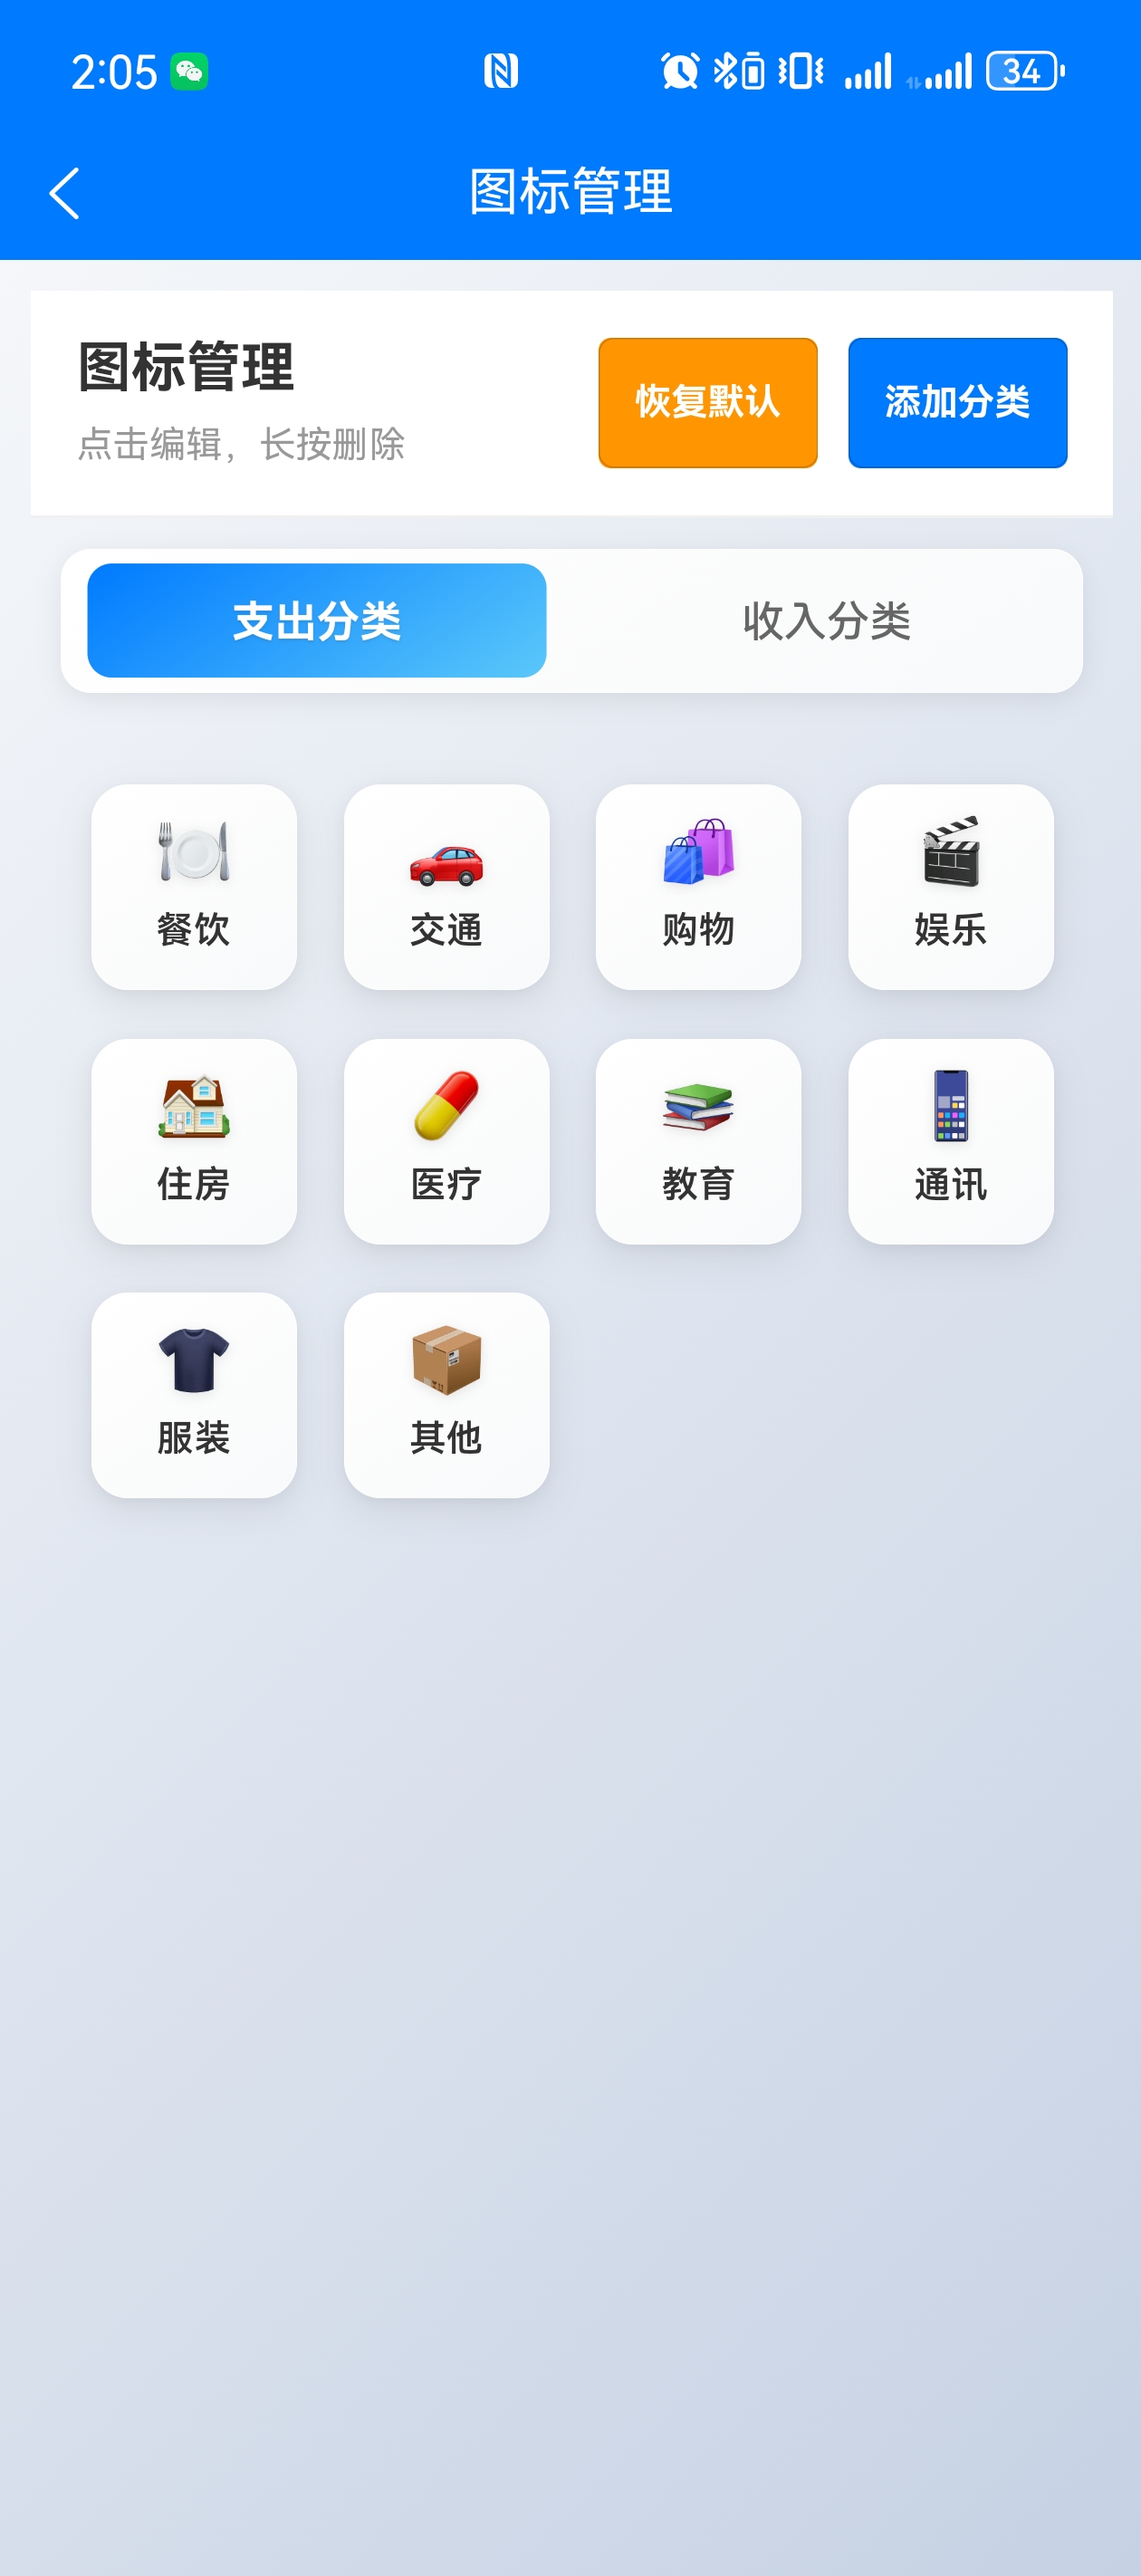 2:05
34
图标管理
图标管理
点击编辑，长按删除
恢复默认
添加分类
支出分类
收入分类
餐饮
交通
购物
娱乐
住房
医疗
教育
通讯
服装
其他